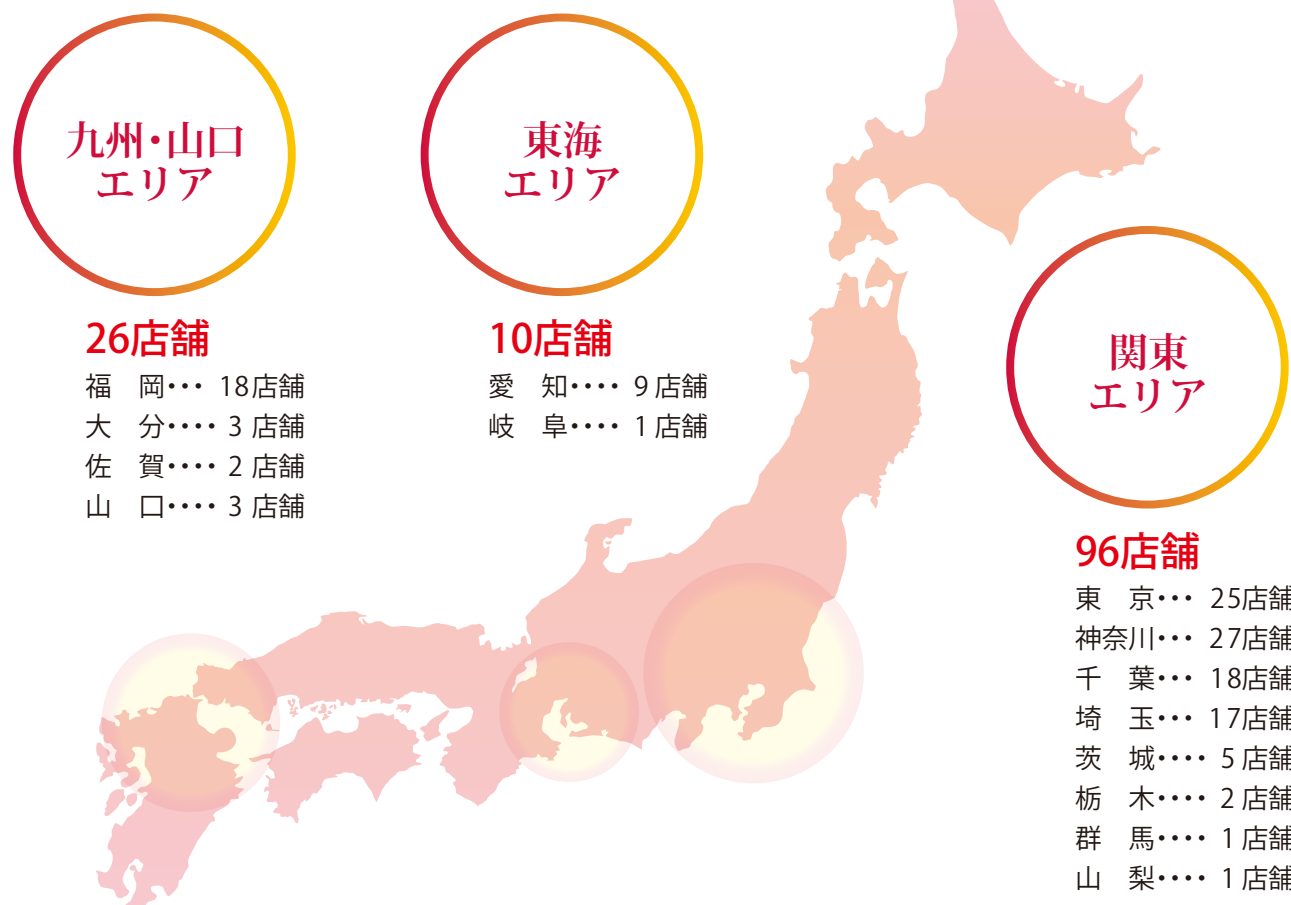 九州・山口
エリア
26店舗
福　岡・・・ 18店舗
大　分・・・・ 3 店舗
佐　賀・・・・ 2 店舗
山　口・・・・ 3 店舗
東海
エリア
10店舗
愛　知・・・・ 9 店舗
岐　阜・・・・ 1 店舗
関東
エリア
96店舗
東　京・・・ 25店舗
神奈川・・・ 27店舗
千　葉・・・ 18店舗
埼　玉・・・ 17店舗
茨　城・・・・ 5 店舗
栃　木・・・・ 2 店舗
群　馬・・・・ 1 店舗
山　梨・・・・ 1 店舗